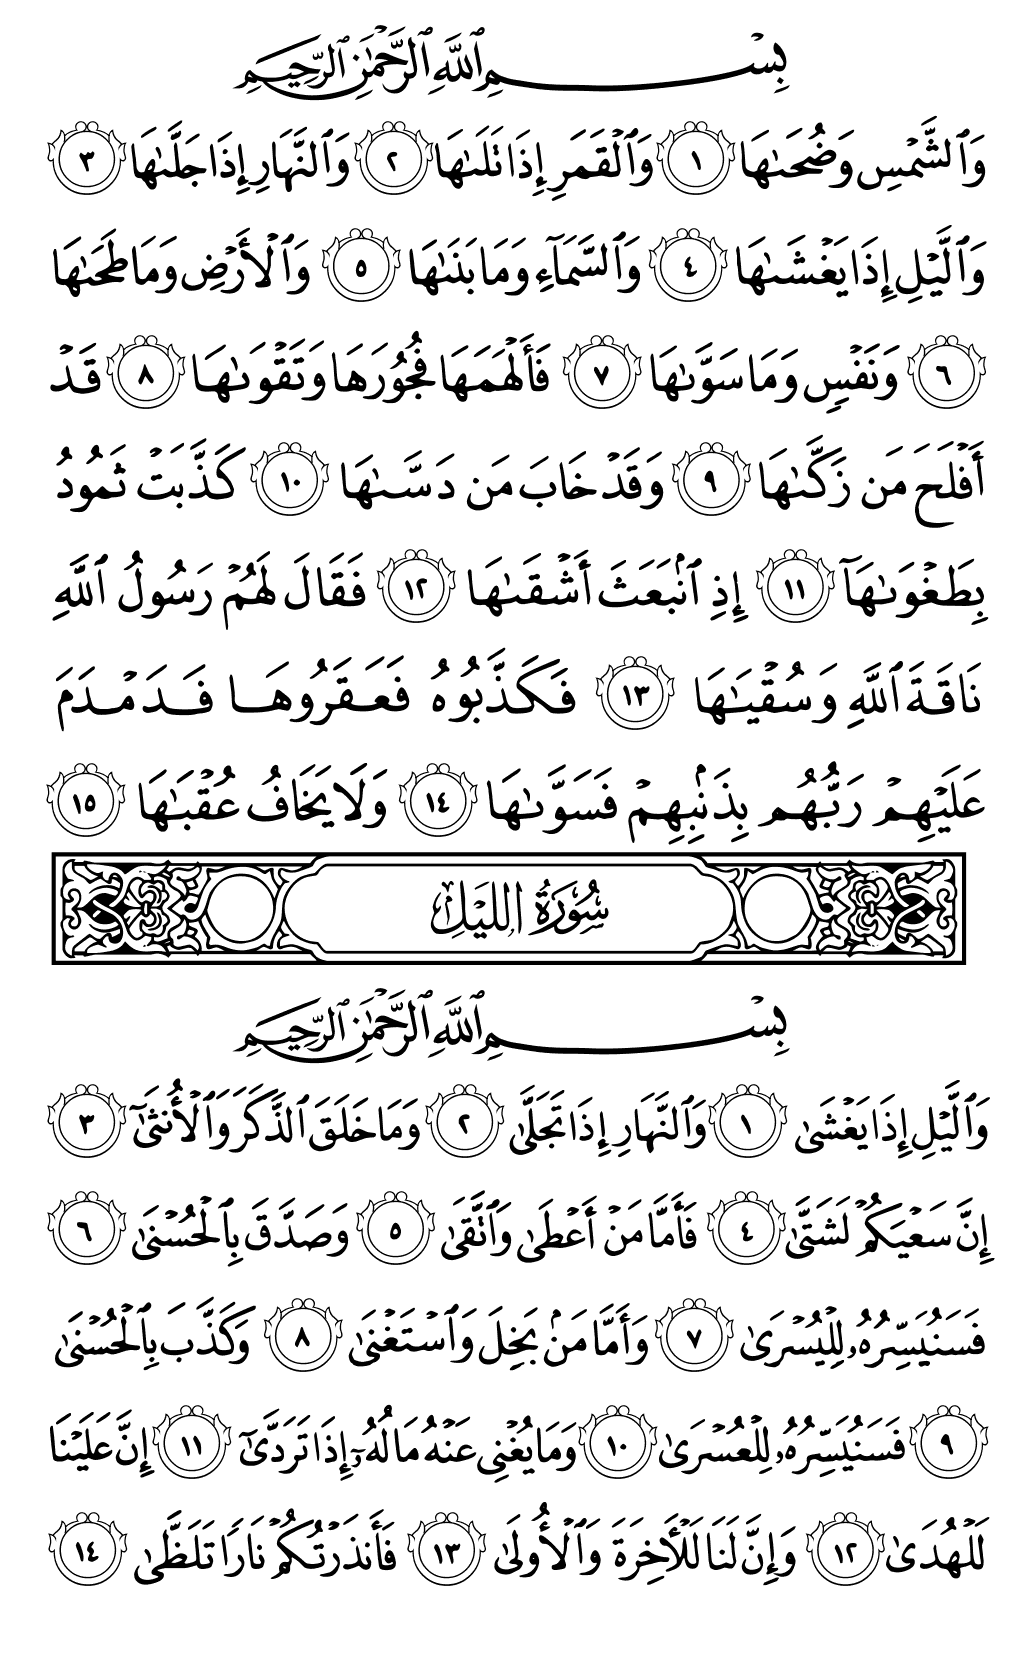 بِسْمِ ٱللَّهِ ٱلرَّحْمَٰنِ ٱلرَّحِيمِ
وَٱلشَّمْسِ وَضُحَىٰهَا ١ وَٱلْقَمَرِ إِذَا تَلَىٰهَا ٢ وَٱلنَّهَارِ إِذَا جَلَّىٰهَا ٣
وَٱلَّيْلِ إِذَا يَغْشَىٰهَا ٤ وَٱلسَّمَآءِ وَمَا بَنَىٰهَا ٥ وَٱلْأَرْضِ وَمَا طَحَىٰهَا
٦ وَنَفْسٍ وَمَا سَوَّىٰهَا ٧ فَأَلْهَمَهَا فُجُورَهَا وَتَقْوَىٰهَا ٨ قَدْ
أَفْلَحَ مَن زَكَّىٰهَا ٩ وَقَدْ خَابَ مَن دَسَّىٰهَا ١٠ كَذَّبَتْ ثَمُودُ
بِطَغْوَىٰهَآ ١١ إِذِ ٱنۢبَعَثَ أَشْقَىٰهَا ١٢ فَقَالَ لَهُمْ رَسُولُ ٱللَّهِ
نَاقَةَ ٱللَّهِ وَسُقْيَٰهَا ١٣ فَكَذَّبُوهُ فَعَقَرُوهَا فَدَمْدَمَ
عَلَيْهِمْ رَبُّهُم بِذَنۢبِهِمْ فَسَوَّىٰهَا ١٤ وَلَا يَخَافُ عُقْبَٰهَا ١٥
سُورَةُ اللَّيْلِ
بِسْمِ ٱللَّهِ ٱلرَّحْمَٰنِ ٱلرَّحِيمِ
وَٱلَّيْلِ إِذَا يَغْشَىٰ ١ وَٱلنَّهَارِ إِذَا تَجَلَّىٰ ٢ وَمَا خَلَقَ ٱلذَّكَرَ وَٱلْأُنثَىٰٓ ٣
إِنَّ سَعْيَكُمْ لَشَتَّىٰ ٤ فَأَمَّا مَنْ أَعْطَىٰ وَٱتَّقَىٰ ٥ وَصَدَّقَ بِٱلْحُسْنَىٰ ٦
فَسَنُيَسِّرُهُۥ لِلْيُسْرَىٰ ٧ وَأَمَّا مَنۢ بَخِلَ وَٱسْتَغْنَىٰ ٨ وَكَذَّبَ بِٱلْحُسْنَىٰ
٩ فَسَنُيَسِّرُهُۥ لِلْعُسْرَىٰ ١٠ وَمَا يُغْنِى عَنْهُ مَالُهُۥٓ إِذَا تَرَدَّىٰٓ ١١ إِنَّ عَلَيْنَا
لَلْهُدَىٰ ١٢ وَإِنَّ لَنَا لَلْأَخِرَةَ وَٱلْأُولَىٰ ١٣ فَأَنذَرْتُكُمْ نَارًا تَلَظَّىٰ ١٤